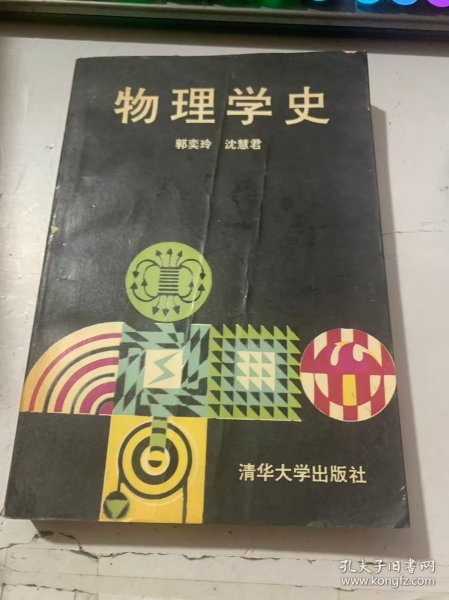 物理学史
郭奕玲 沈慧君
清华大学出版社
孔夫子旧书网
www.kongfz.com